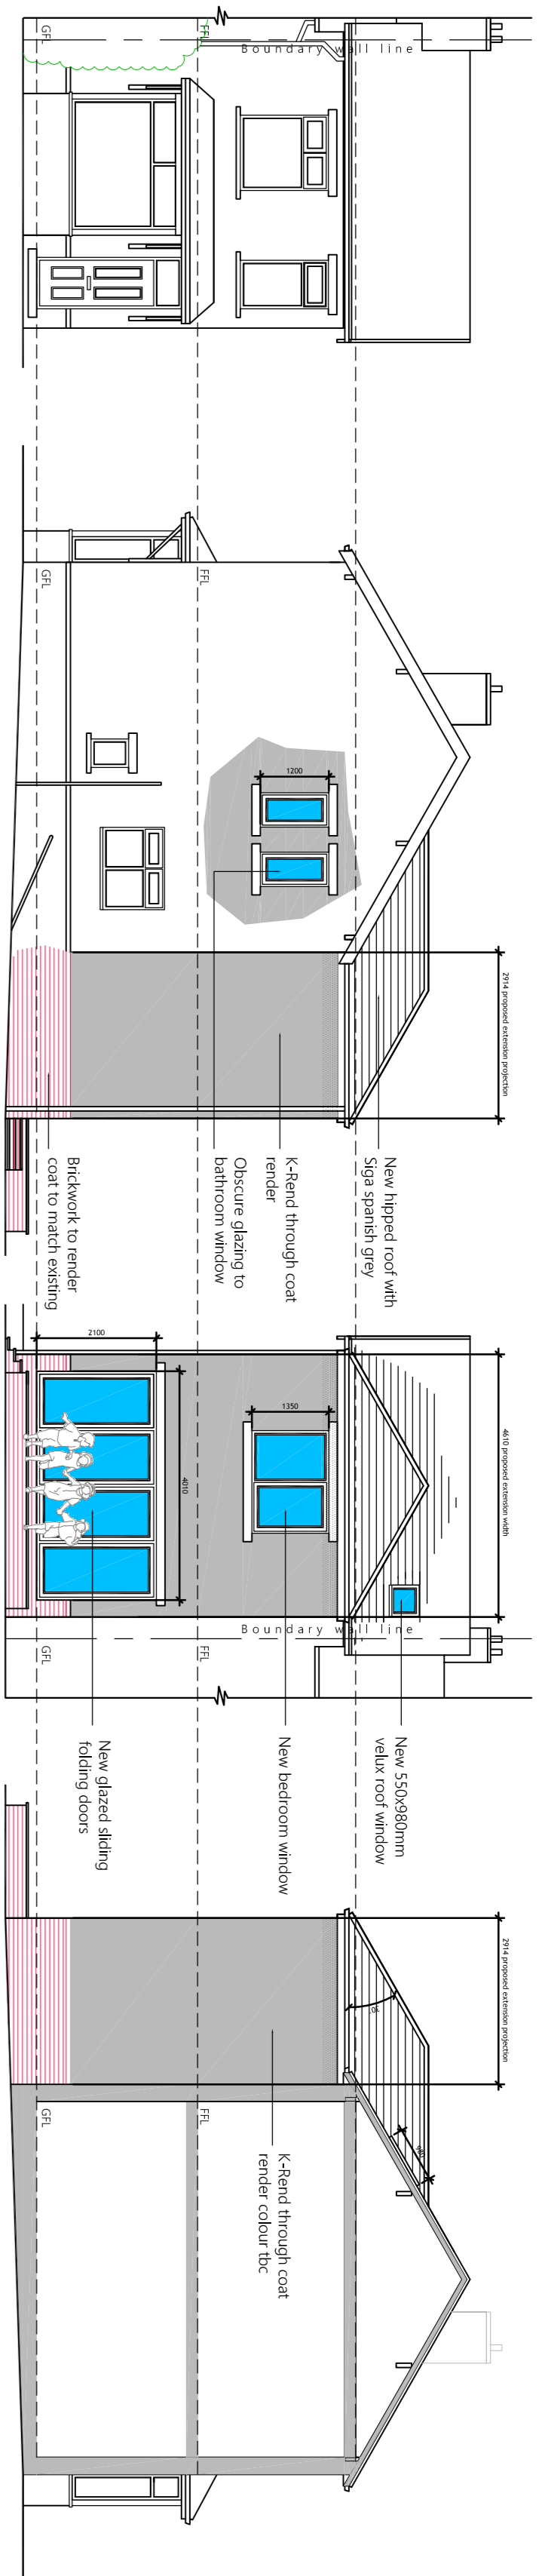 Boundary wall line
GFL
FFL
GFL
FFL
1200
2914 proposed extension projection
New hipped roof with
Siga spanish grey
K-Rend through coat
render
Obscure glazing to
bathroom window
Brickwork to render
coat to match existing
4610 proposed extension width
2100
4010
1350
Boundary wall line
GFL
FFL
New 550x980mm
velux roof window
New bedroom window
New glazed sliding
folding doors
2914 proposed extension projection
30°
980
GFL
FFL
K-Rend through coat
render colour tbc